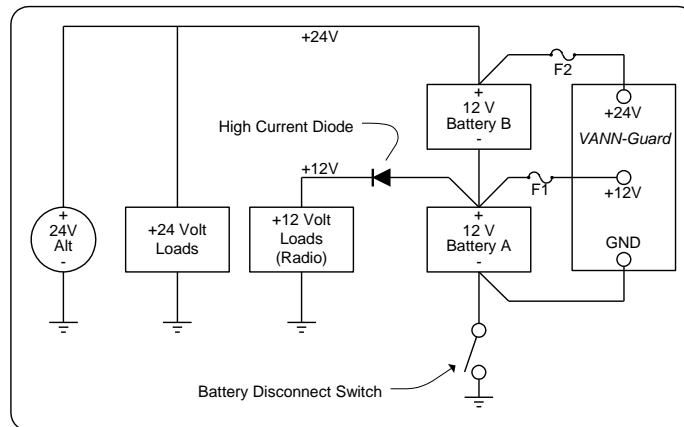 +24V
F2
+
12 V
Battery B
-
+24V
VANN-Guard
High Current Diode
+12V
F1
+12V
+
24V
Alt
-
+24 Volt
Loads
+12 Volt
Loads
(Radio)
+
12 V
Battery A
-
GND
Battery Disconnect Switch